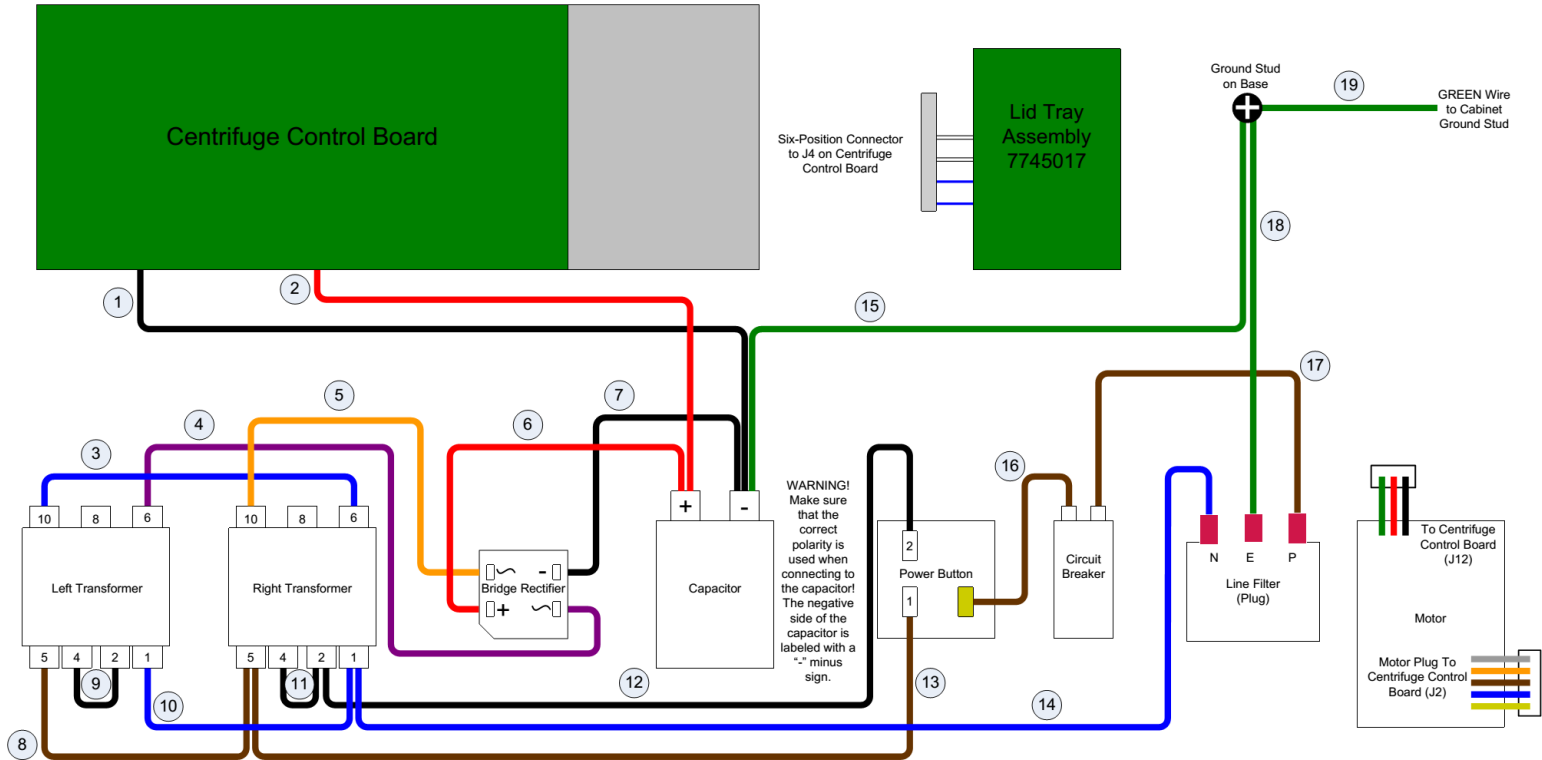 Centrifuge Control Board
Six-Position Connector
to J4 on Centrifuge
Control Board
Lid Tray
Assembly
7745017
Ground Stud
on Base
19
GREEN Wire
to Cabinet
Ground Stud
18
1
2
15
17
3
4
5
6
7
16
10
8
6
Left Transformer
5
4
2
1
10
8
6
Right Transformer
5
4
2
1
-
Bridge Rectifier
+
+
-
Capacitor
WARNING!
Make sure
that the
correct
polarity is
used when
connecting to
the capacitor!
The negative
side of the
capacitor is
labeled with a
“-” minus
sign.
2
Power Button
1
Circuit
Breaker
N
E
P
Line Filter
(Plug)
To Centrifuge
Control Board
(J12)
Motor
Motor Plug To
Centrifuge Control
Board (J2)
9
10
11
12
13
14
8